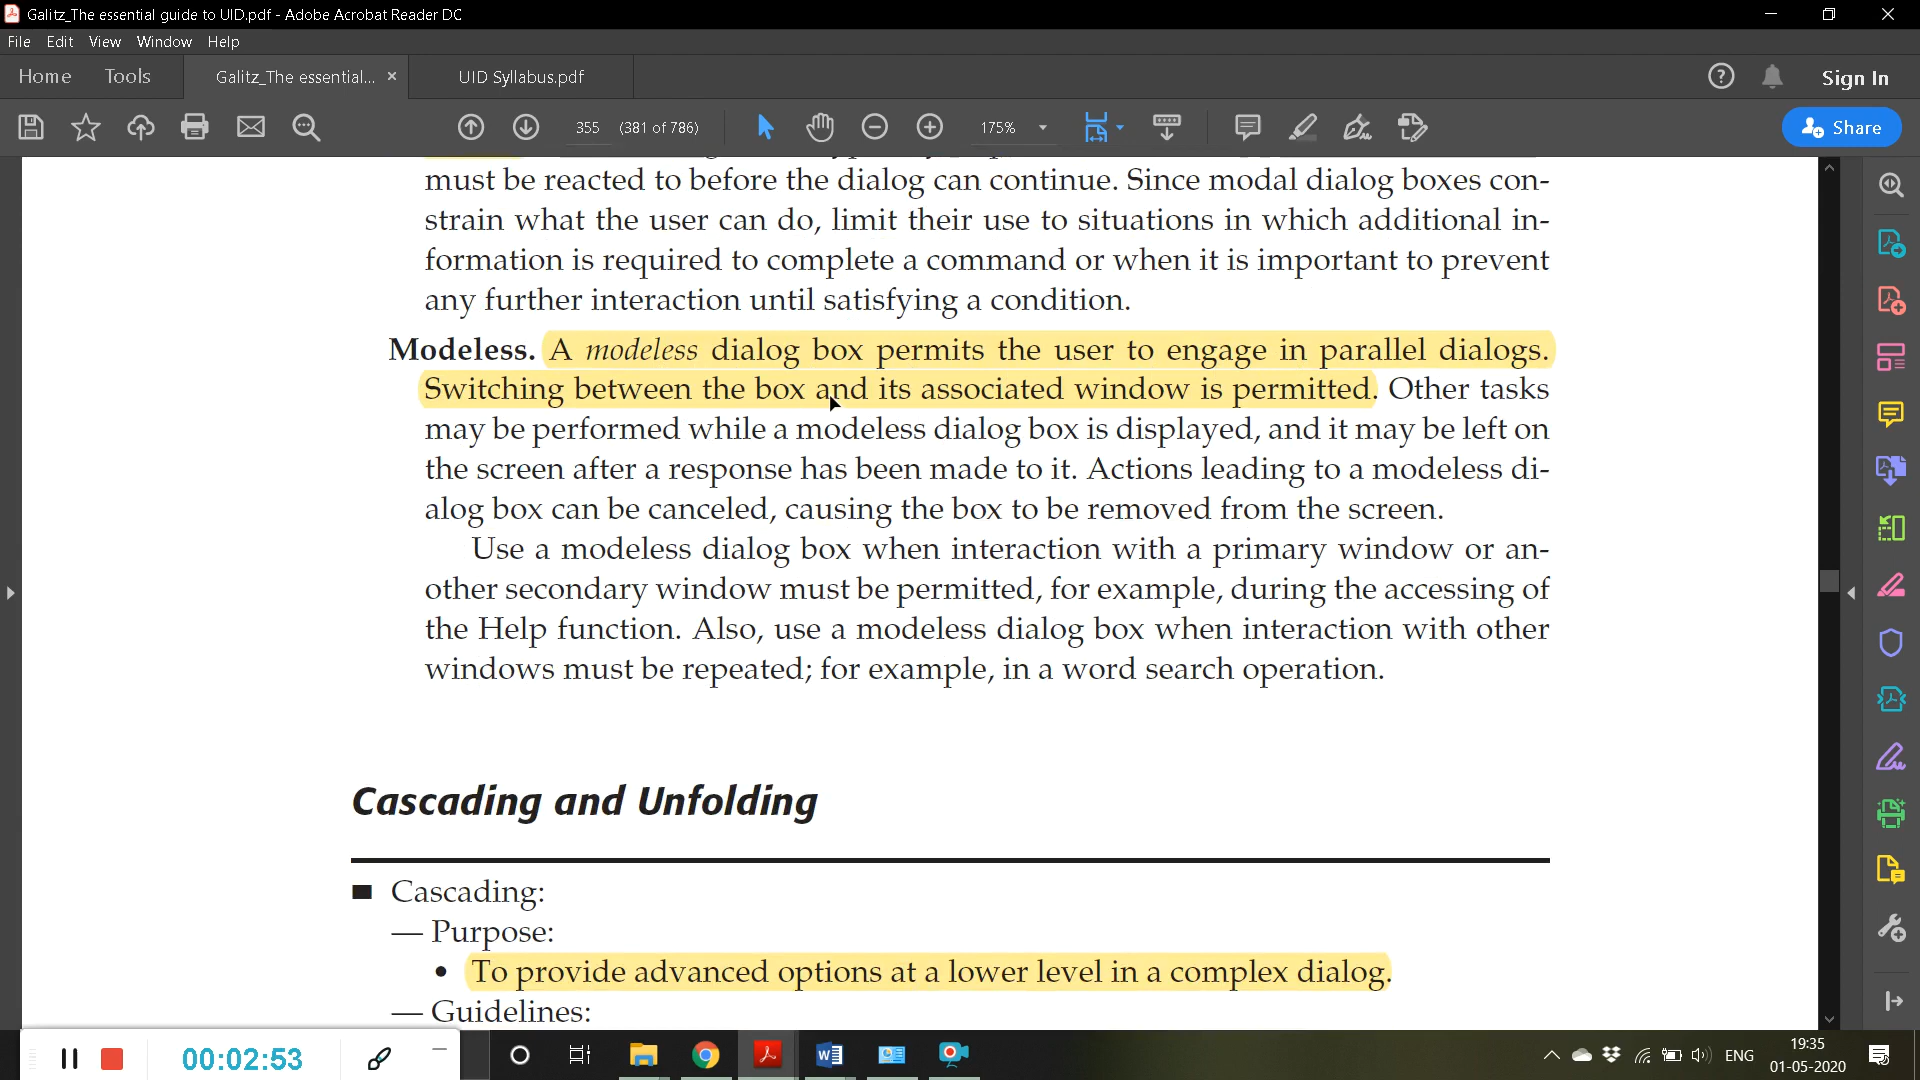 Galitz_The essential guide to UID.pdf - Adobe Acrobat Reader DC
File Edit View Window Help
Home Tools Galitz_The essential... × UID Syllabus.pdf Sign In
355 (381 of 786) 175% Share
must be reacted to before the dialog can continue. Since modal dialog boxes con-
strain what the user can do, limit their use to situations in which additional in-
formation is required to complete a command or when it is important to prevent
any further interaction until satisfying a condition.
Modeless. A modeless dialog box permits the user to engage in parallel dialogs.
Switching between the box and its associated window is permitted. Other tasks
may be performed while a modeless dialog box is displayed, and it may be left on
the screen after a response has been made to it. Actions leading to a modeless di-
alog box can be canceled, causing the box to be removed from the screen.
Use a modeless dialog box when interaction with a primary window or an-
other secondary window must be permitted, for example, during the accessing of
the Help function. Also, use a modeless dialog box when interaction with other
windows must be repeated; for example, in a word search operation.
Cascading and Unfolding
■ Cascading:
— Purpose:
• To provide advanced options at a lower level in a complex dialog.
— Guidelines:
00:02:53
ENG
19:35
01-05-2020